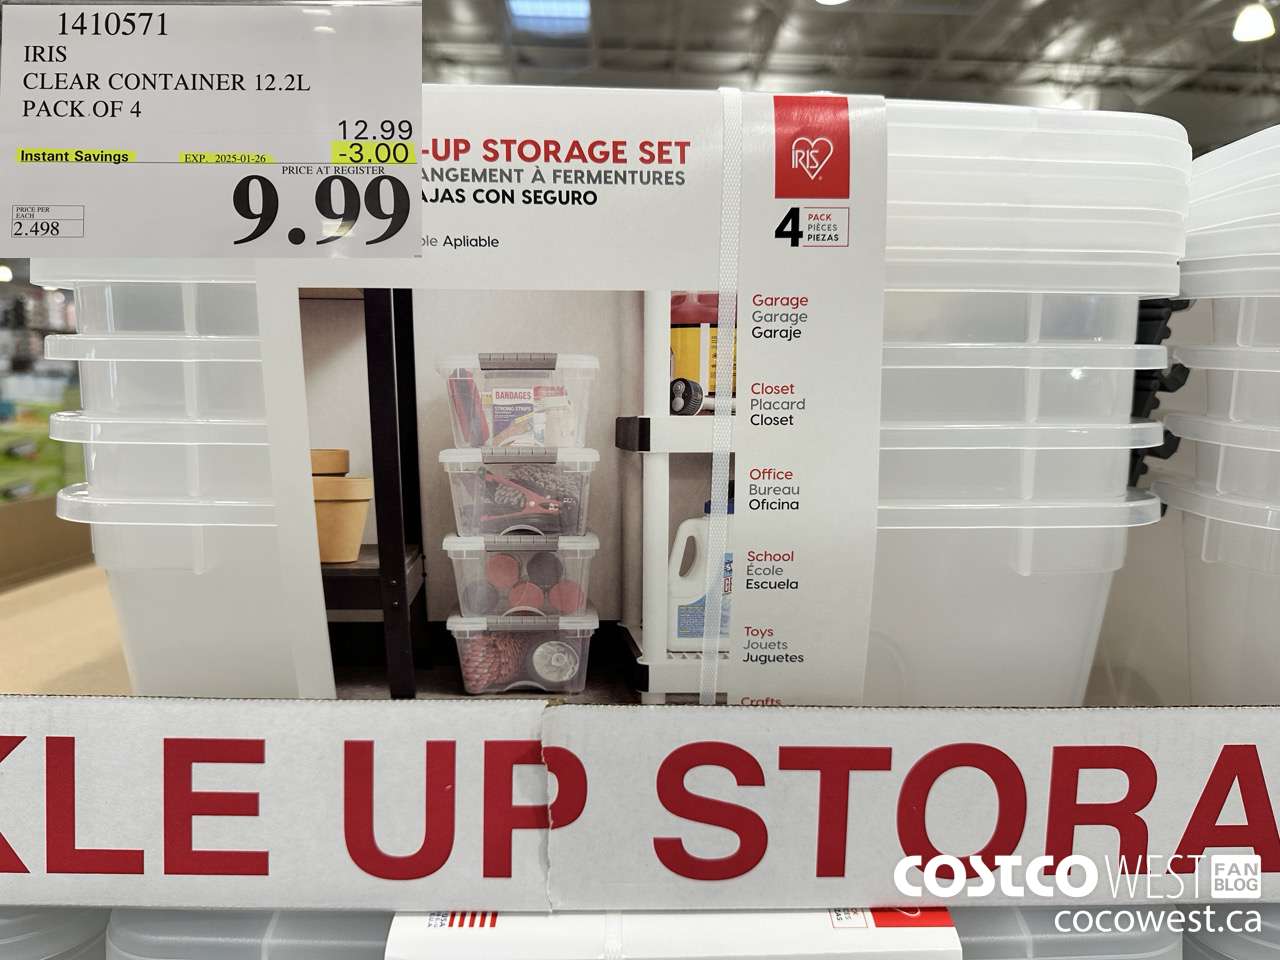 1410571
IRIS
CLEAR CONTAINER 12.2L
PACK OF 4
12.99
Instant Savings EXP. 2025-01-26 -3.00
PRICE AT REGISTER
9.99
PRICE PER
EACH
2.498
-UP STORAGE SET
ANGEMENT À FERMENTURES
AJAS CON SEGURO
ble Apliable
IRIS
4 PACK
PIÈCES
PIEZAS
Garage
Garage
Garaje
Closet
Placard
Closet
Office
Bureau
Oficina
School
École
Escuela
Toys
Jouets
Juguetes
Crafts
BANDAGES
STRONG STRIPS
KLE UP STORA
COSTCO WEST FAN
BLOG
cocowest.ca
PIEZAS